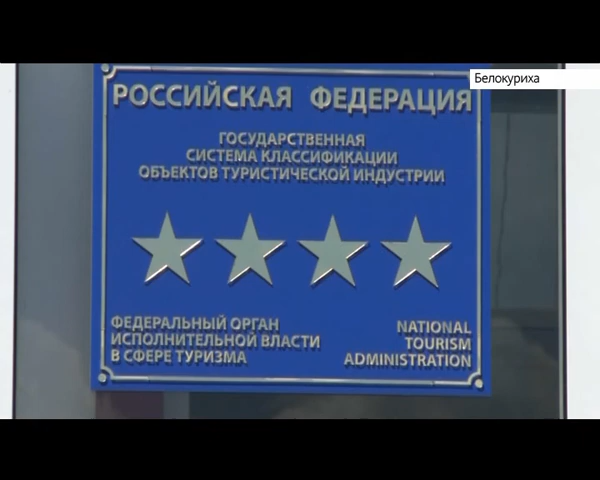 Белокуриха
РОССИЙСКАЯ ФЕДЕРАЦИЯ
ГОСУДАРСТВЕННАЯ
СИСТЕМА КЛАССИФИКАЦИИ
ОБЪЕКТОВ ТУРИСТИЧЕСКОЙ ИНДУСТРИИ
ФЕДЕРАЛЬНЫЙ ОРГАН
ИСПОЛНИТЕЛЬНОЙ ВЛАСТИ
В СФЕРЕ ТУРИЗМА
NATIONAL
TOURISM
ADMINISTRATION